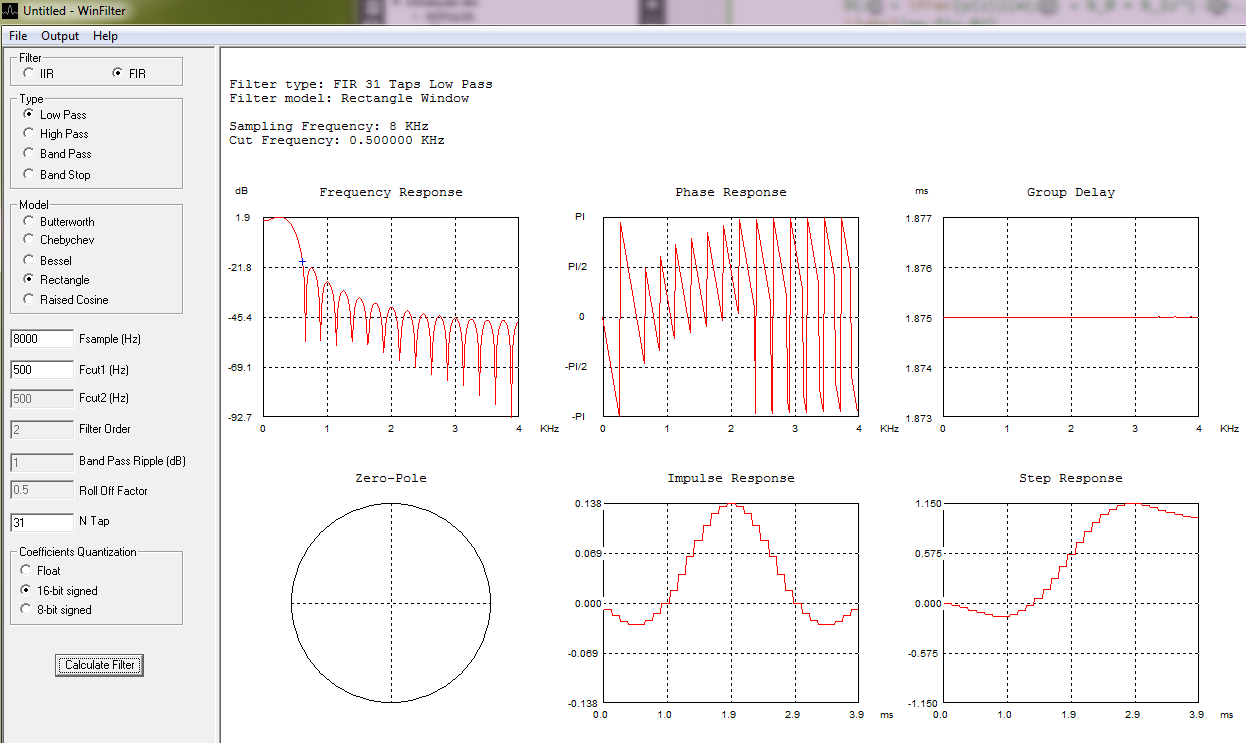 Untitled - WinFilter
File Output Help
Filter
IIR FIR
Type
Low Pass
High Pass
Band Pass
Band Stop
Model
Butterworth
Chebychev
Bessel
Rectangle
Raised Cosine
8000 Fsample (Hz)
500 Fcut1 (Hz)
500 Fcut2 (Hz)
2 Filter Order
1 Band Pass Ripple (dB)
0.5 Roll Off Factor
31 N Tap
Coefficients Quantization
Float
16-bit signed
8-bit signed
Calculate Filter
Filter type: FIR 31 Taps Low Pass
Filter model: Rectangle Window
Sampling Frequency: 8 KHz
Cut Frequency: 0.500000 KHz
dB Frequency Response
1.9
-21.8
-45.4
-69.1
-92.7
0 1 2 3 4 KHz
Phase Response
PI
PI/2
0
-PI/2
-PI
0 1 2 3 4 KHz
ms Group Delay
1.877
1.876
1.875
1.874
1.873
0 1 2 3 4 KHz
Zero-Pole
Impulse Response
0.138
0.069
0.000
-0.069
-0.138
0.0 1.0 1.9 2.9 3.9 ms
Step Response
1.150
0.575
0.000
-0.575
-1.150
0.0 1.0 1.9 2.9 3.9 ms